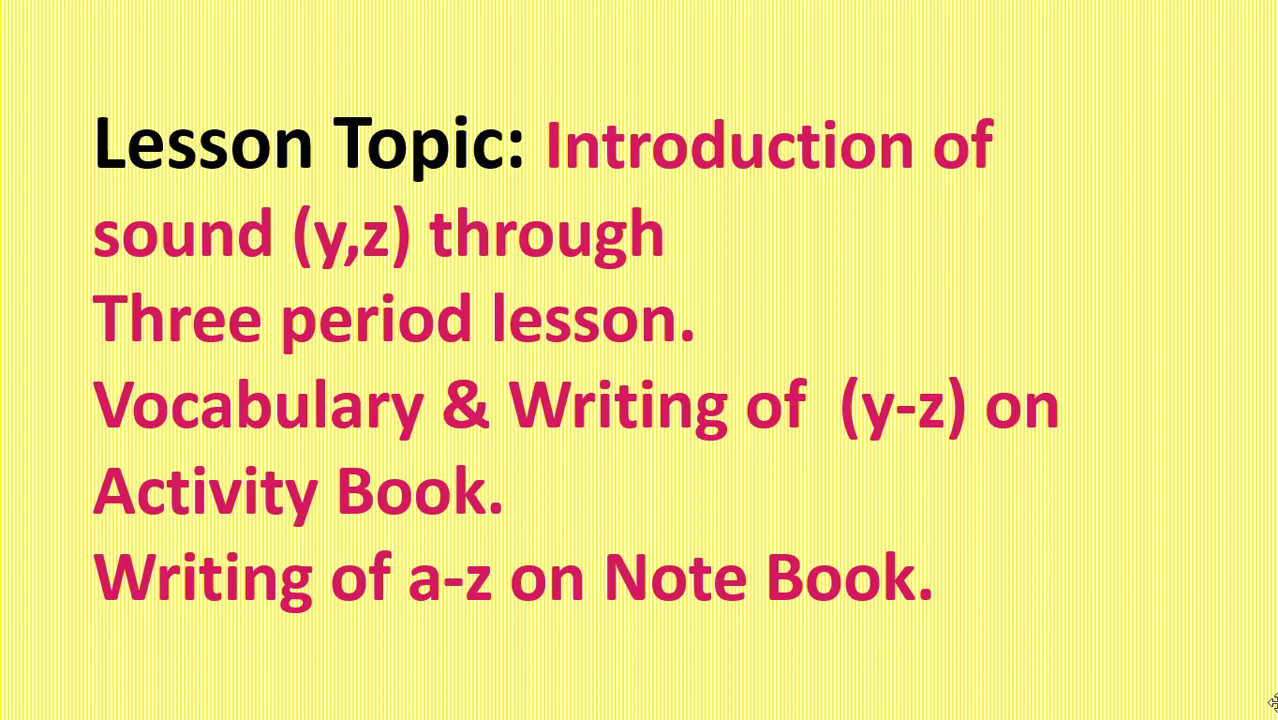 Lesson Topic: Introduction of
sound (y,z) through
Three period lesson.
Vocabulary & Writing of (y-z) on
Activity Book.
Writing of a-z on Note Book.